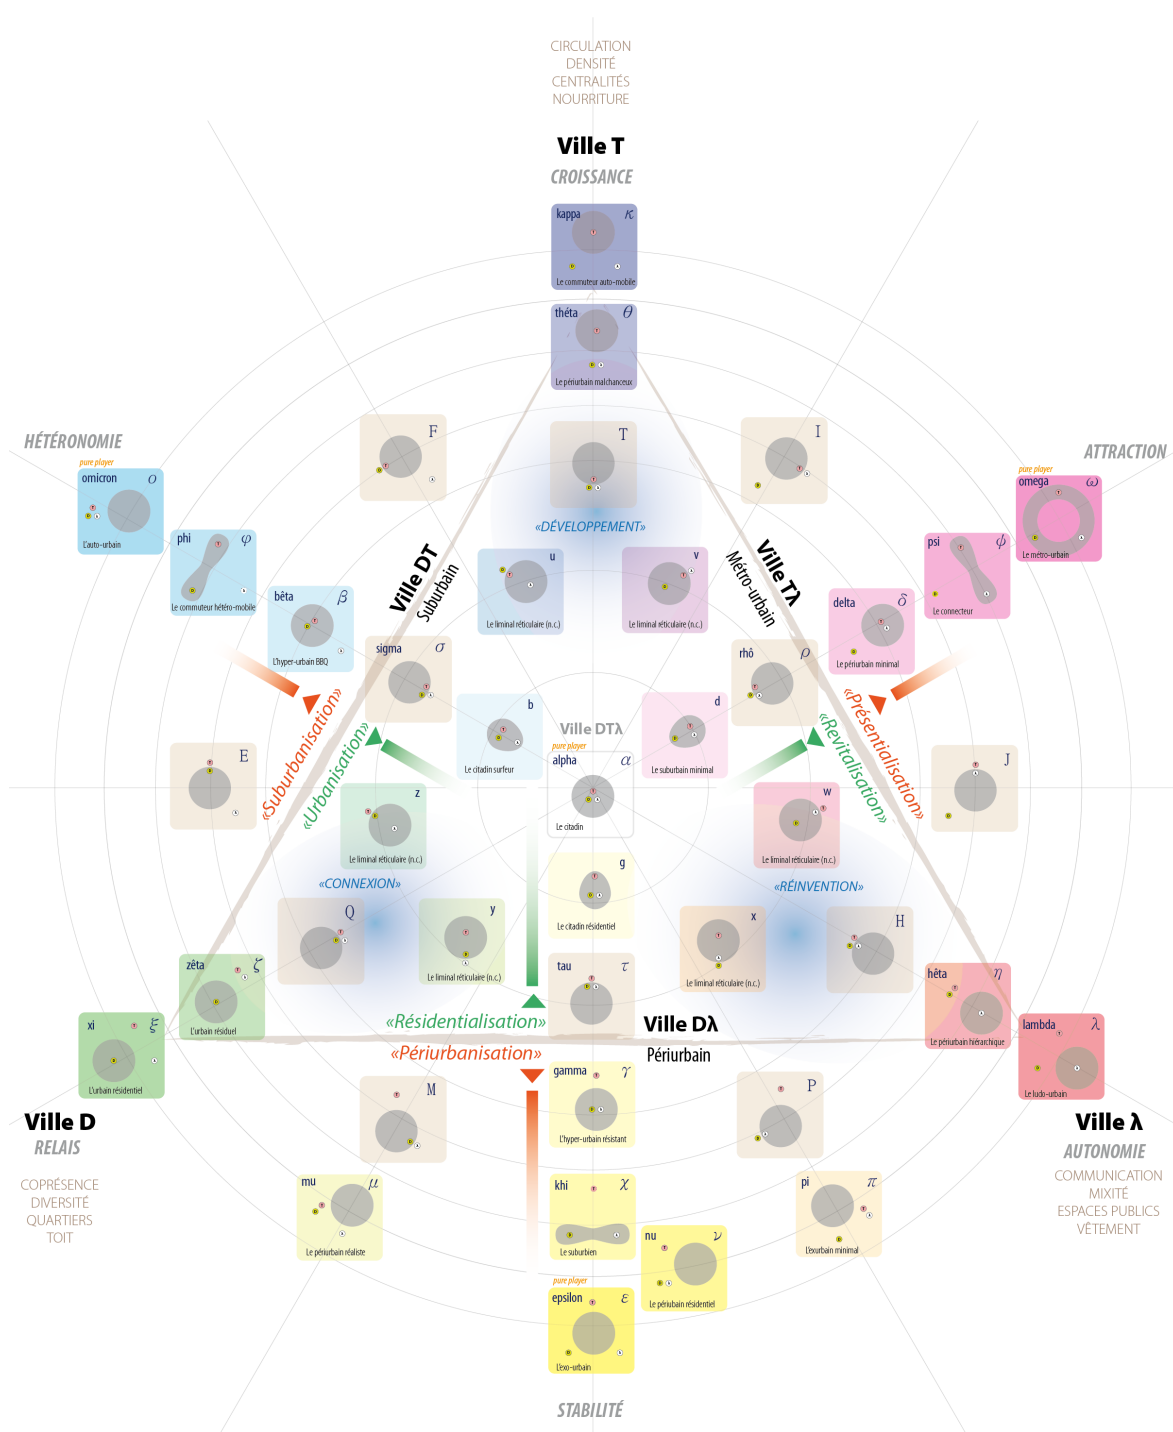 CIRCULATION
DENSITÉ
CENTRALITÉS
NOURRITURE
Ville T
CROISSANCE
kappa κ
T
D λ
Le commuteur auto-mobile
thêta θ
T
D λ
Le périurbain malchanceux
HÉTÉRONOMIE
pure player
omicron ο
T
D λ
L'auto-urbain
phi φ
T
D λ
Le commuteur hétéro-mobile
bêta β
T
D λ
L'hyper-urbain BBQ
F
T
D λ
T
T
D λ
I
T
D λ
«DÉVELOPPEMENT»
ATTRACTION
pure player
omega ω
T
D λ
Le métro-urbain
psi ψ
T
D λ
Le connecteur
delta δ
T
D λ
Le périurbain minimal
Ville DT
Suburbain
Ville Tλ
Métro-urbain
u
D T λ
Le liminal réticulaire (n.c.)
v
T λ
D
Le liminal réticulaire (n.c.)
sigma σ
T
D λ
rhô ρ
T
D λ
«Suburbanisation»
«Urbanisation»
«Revitalisation»
«Présentialisation»
b
T
D λ
Le citadin surfeur
d
T
D λ
Le suburbain minimal
Ville DTλ
pure player
alpha α
T
D λ
Le citadin
E
T
D
λ
J
T
λ
D
z
T
D λ
Le liminal réticulaire (n.c.)
w
T
D λ
Le liminal réticulaire (n.c.)
g
T
D λ
Le citadin résidentiel
«CONNEXION»
«RÉINVENTION»
Q
T
D λ
y
T
D
λ
Le liminal réticulaire (n.c.)
x
T
λ
D
Le liminal réticulaire (n.c.)
H
T
D λ
zêta ζ
T
λ
D
L'urbain résiduel
tau τ
T
D λ
hêta η
T
D
λ
Le périurbain hiérarchique
xi ξ
T
D λ
L'urbain résidentiel
«Résidentialisation»
«Périurbanisation»
Ville Dλ
Périurbain
lambda λ
T
D λ
Le ludo-urbain
Ville D
RELAIS
COPRÉSENCE
DIVERSITÉ
QUARTIERS
TOIT
M
T
D λ
gamma γ
T
D λ
L'hyper-urbain résistant
P
T
λ
D
Ville λ
AUTONOMIE
COMMUNICATION
MIXITÉ
ESPACES PUBLICS
VÊTEMENT
mu μ
T
D
λ
Le périurbain réaliste
khi χ
T
D λ
Le suburbien
pi π
T
λ
D
L'exurbain minimal
nu ν
T
D λ
Le périubain résidentiel
pure player
epsilon ε
T
D λ
L'exo-urbain
STABILITÉ